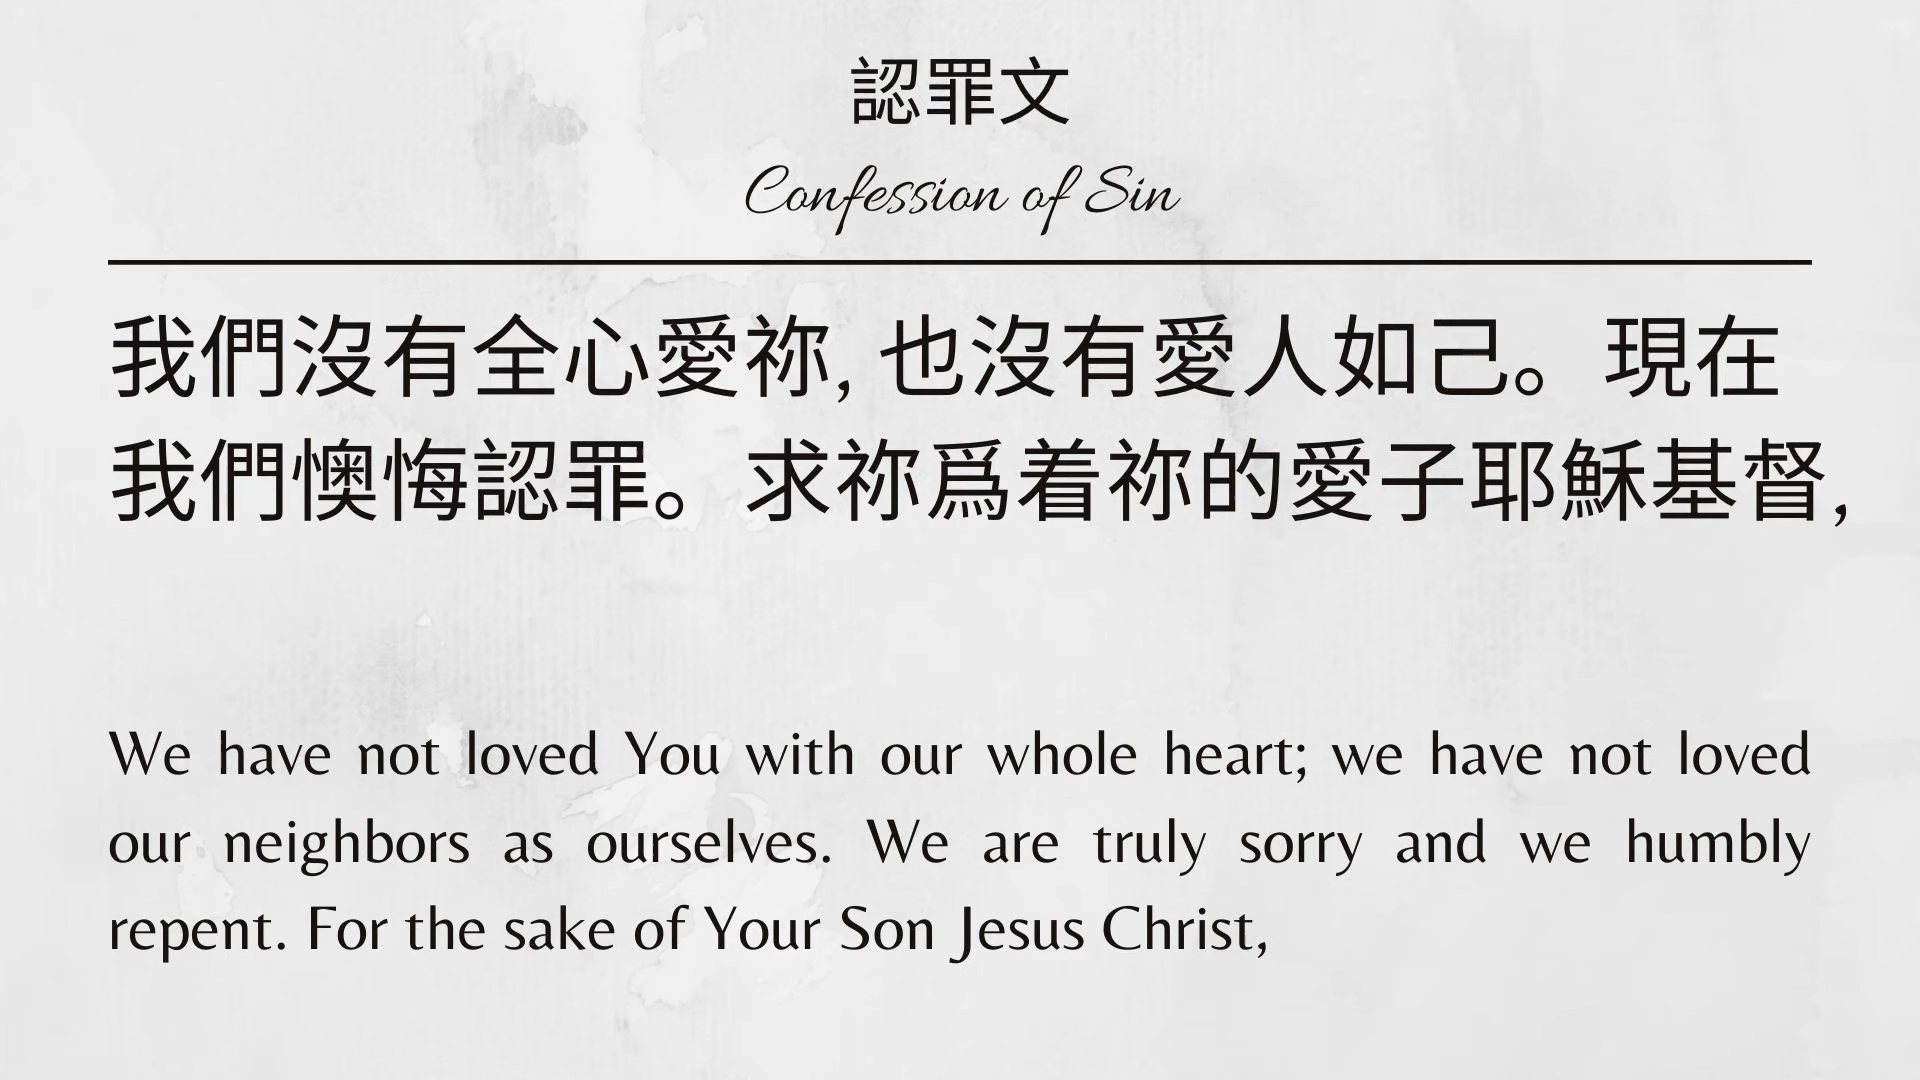 認罪文
Confession of Sin
我們沒有全心愛祢, 也沒有愛人如己。現在
我們懊悔認罪。求祢爲着祢的愛子耶穌基督,
We have not loved You with our whole heart; we have not loved
our neighbors as ourselves. We are truly sorry and we humbly
repent. For the sake of Your Son Jesus Christ,